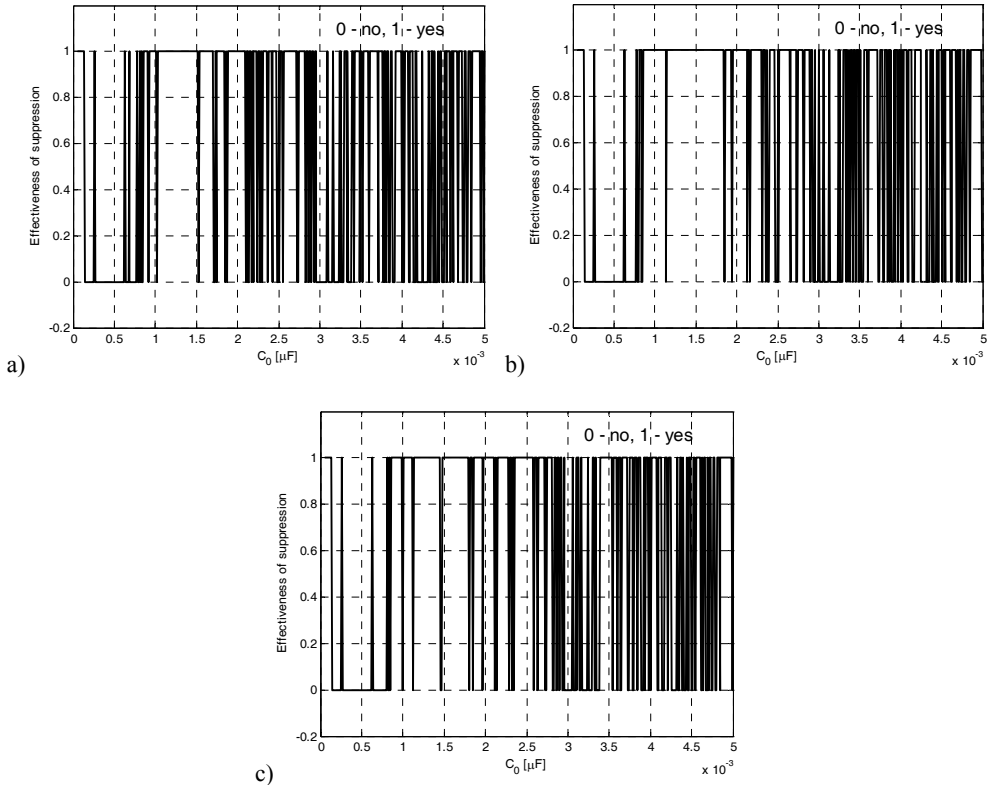 0 - no, 1 - yes
Effectiveness of suppression
1
0.8
0.6
0.4
0.2
0
-0.2
0 0.5 1 1.5 2 2.5 3 3.5 4 4.5 5
C0 [μF]
x 10-3
a)
0 - no, 1 - yes
Effectiveness of suppression
1
0.8
0.6
0.4
0.2
0
-0.2
0 0.5 1 1.5 2 2.5 3 3.5 4 4.5 5
C0 [μF]
x 10-3
b)
0 - no, 1 - yes
Effectiveness of suppression
1
0.8
0.6
0.4
0.2
0
-0.2
0 0.5 1 1.5 2 2.5 3 3.5 4 4.5 5
C0 [μF]
x 10-3
c)